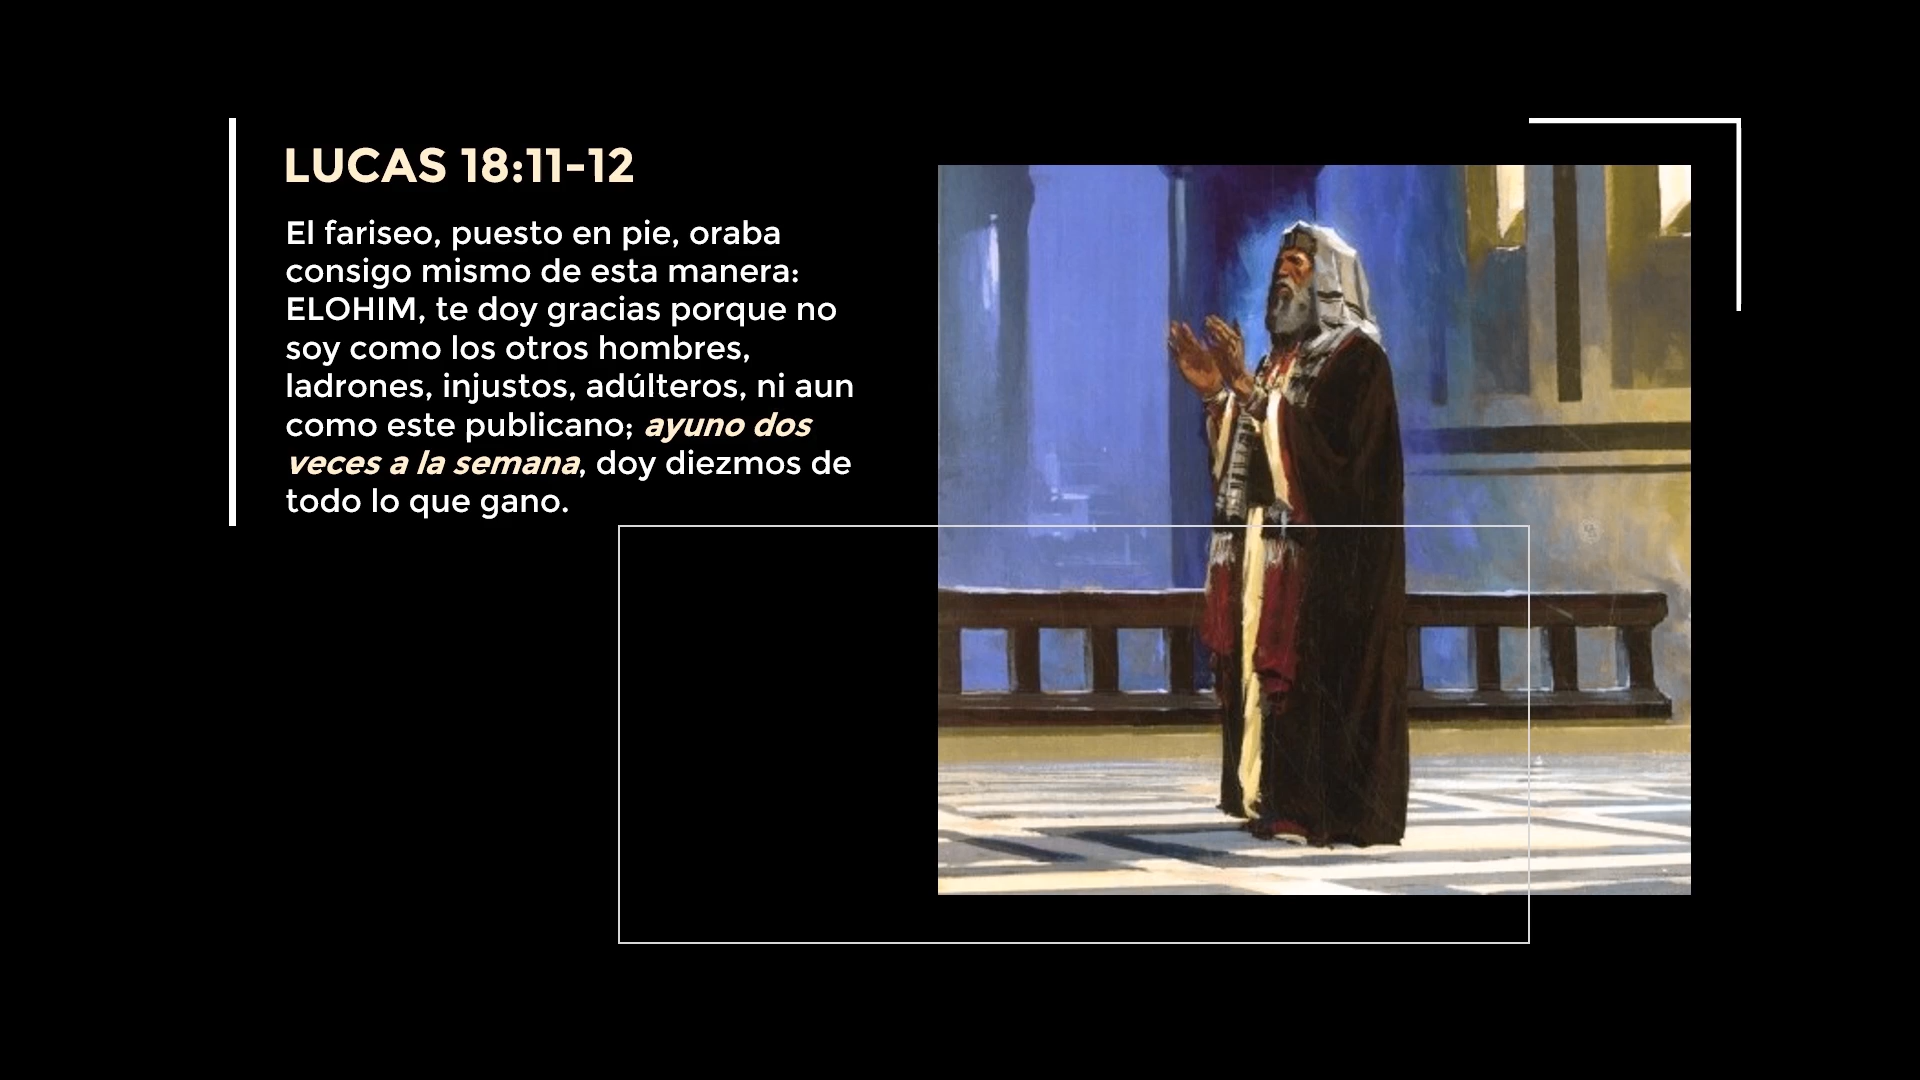 LUCAS 18:11-12
El fariseo, puesto en pie, oraba
consigo mismo de esta manera:
ELOHIM, te doy gracias porque no
soy como los otros hombres,
ladrones, injustos, adúlteros, ni aun
como este publicano; ayuno dos
veces a la semana, doy diezmos de
todo lo que gano.